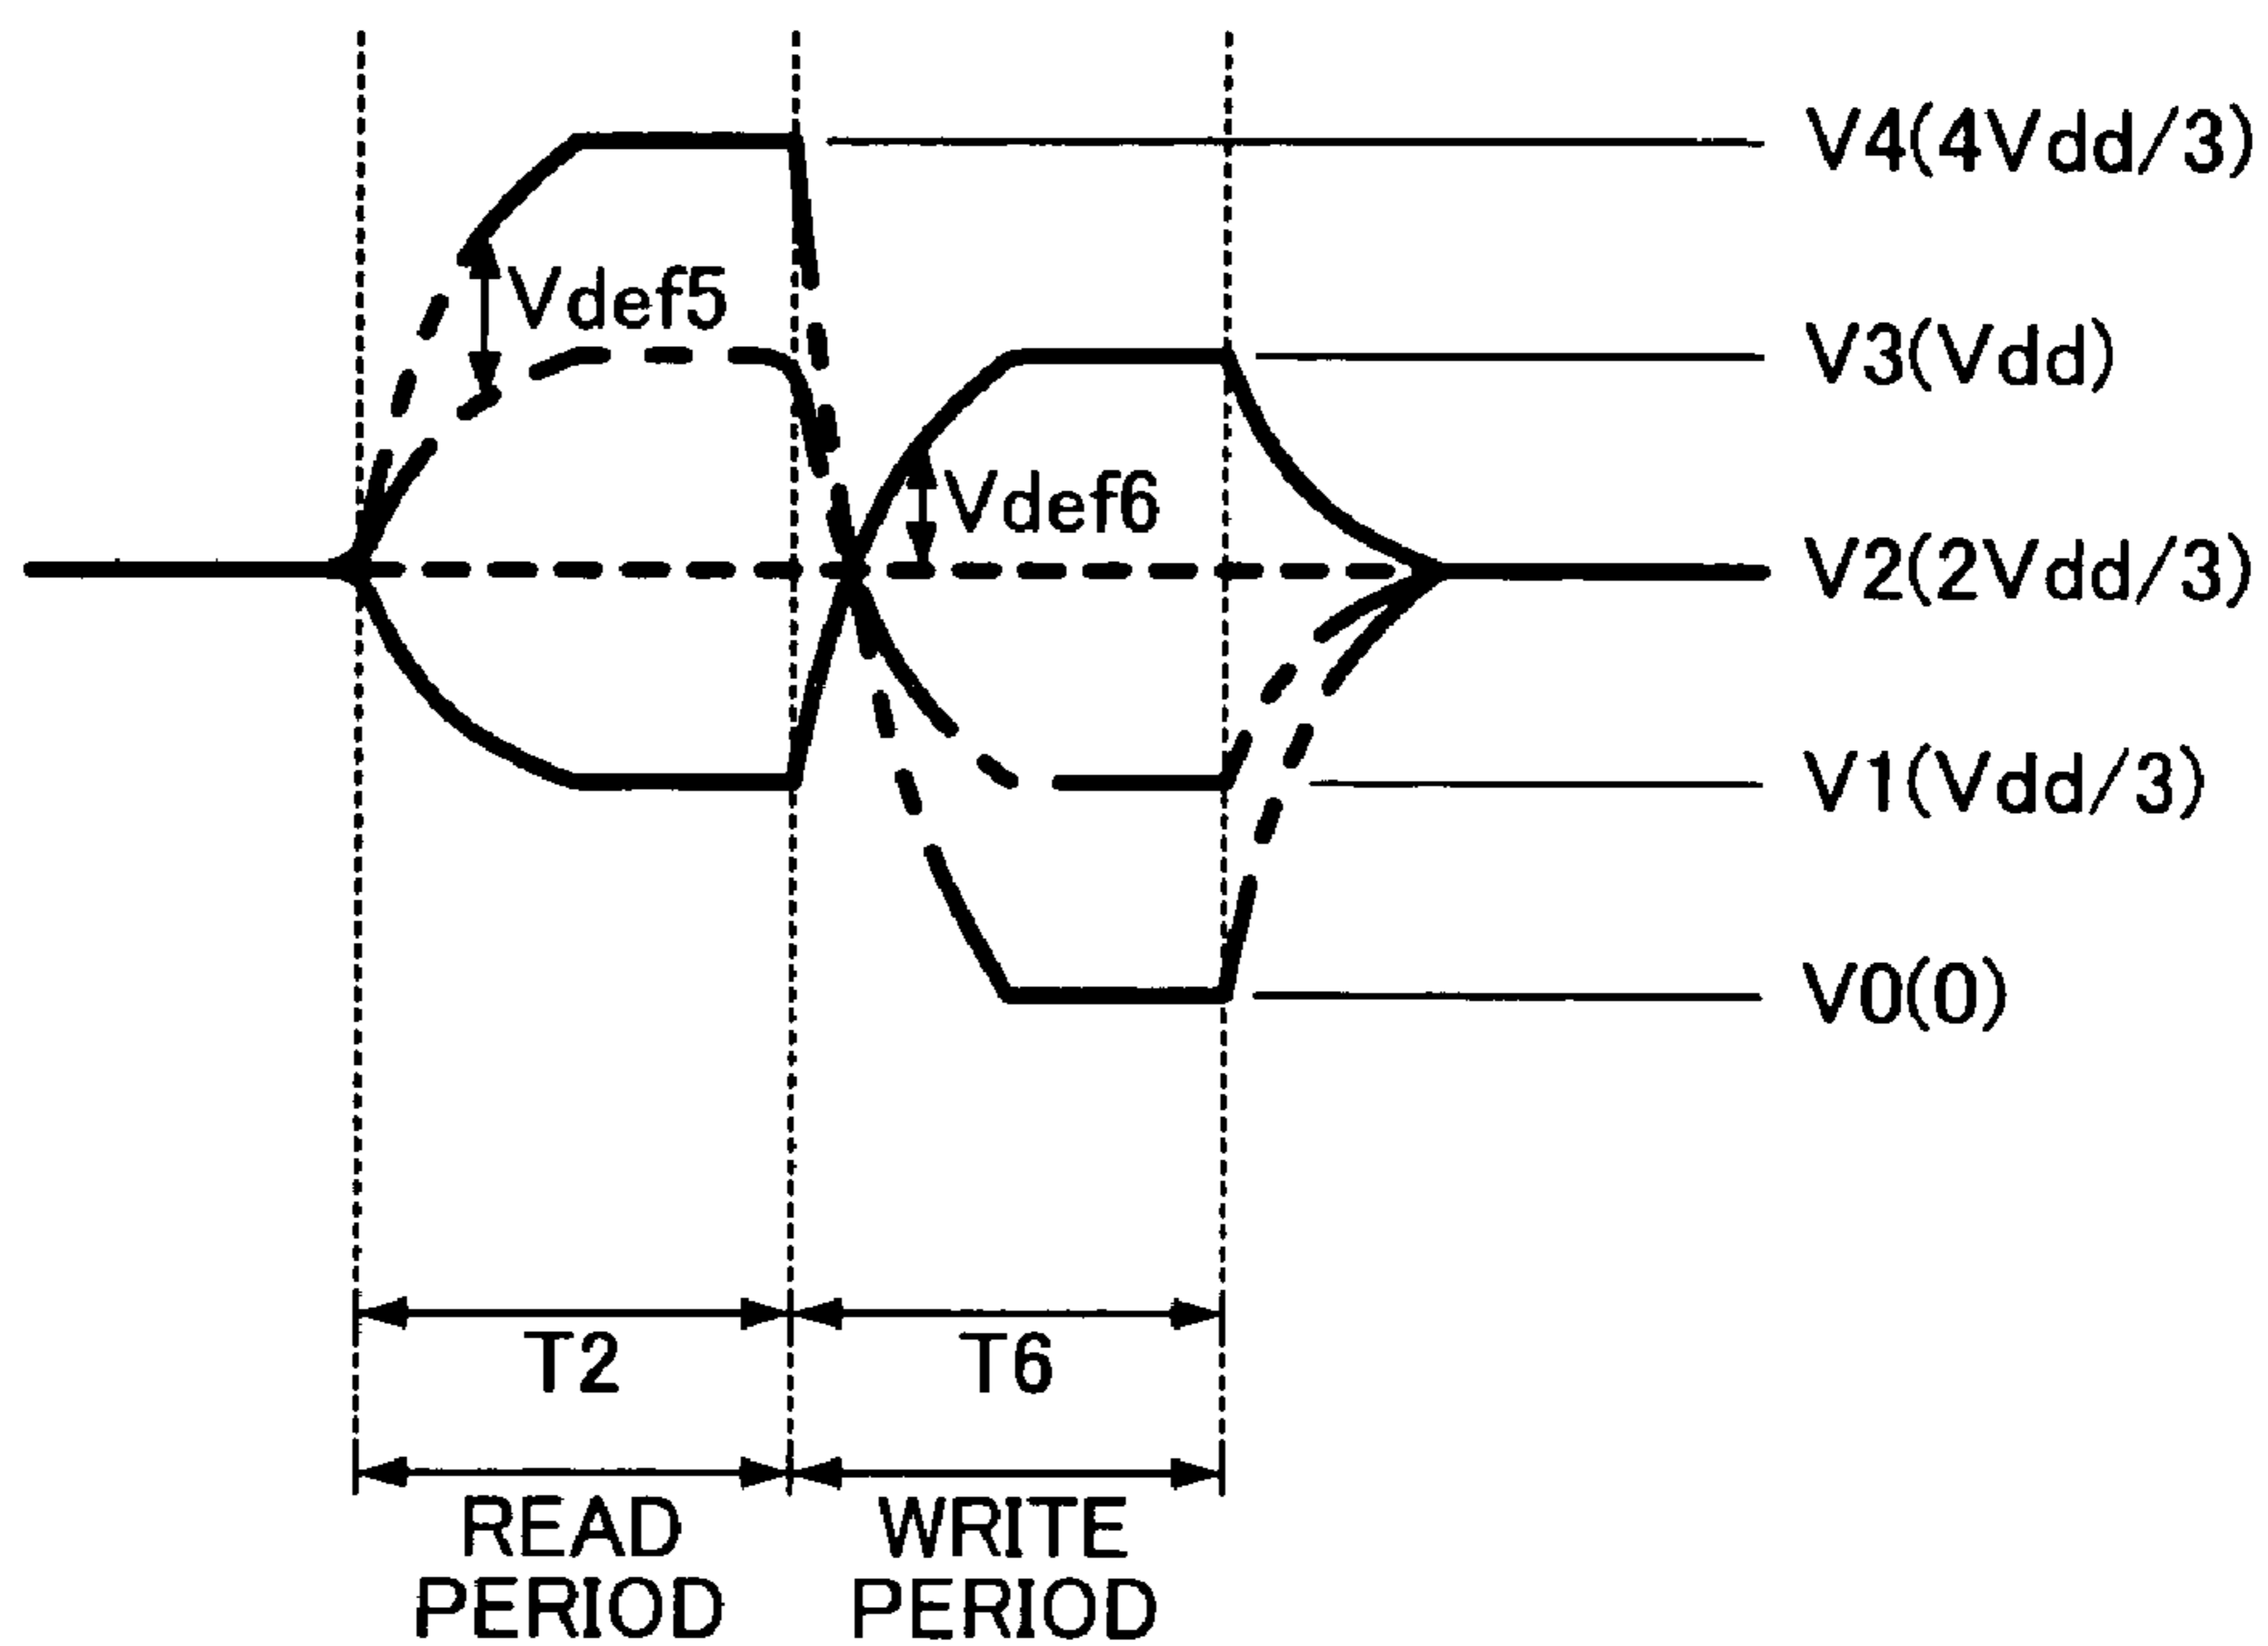 V4(4Vdd/3)
Vdef5
V3(Vdd)
Vdef6
V2(2Vdd/3)
V1(Vdd/3)
V0(0)
T2
T6
READ
PERIOD
WRITE
PERIOD